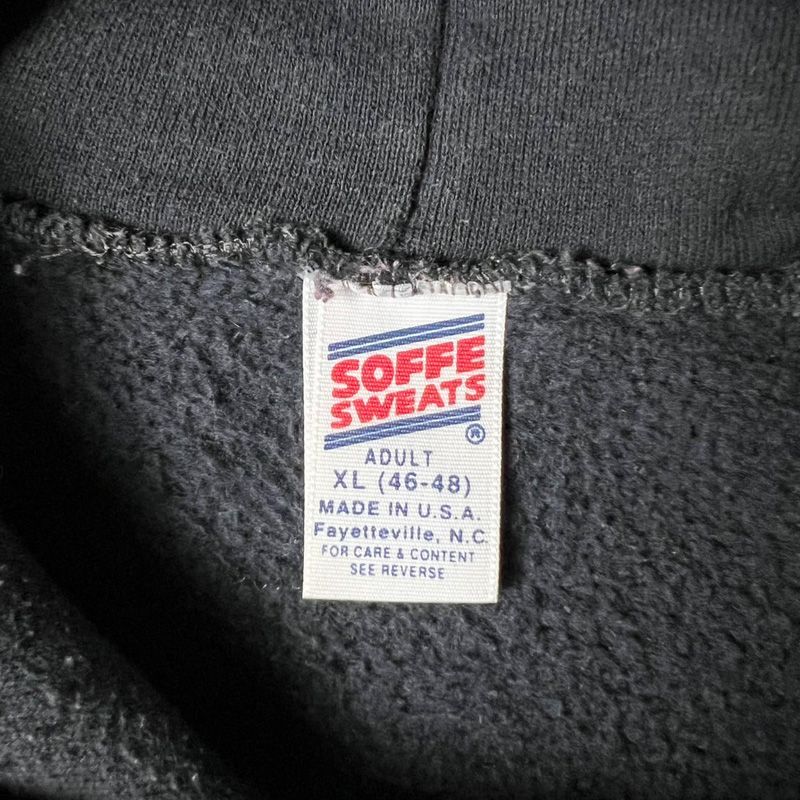 SOFFE
SWEATS
®
ADULT
XL (46-48)
MADE IN U.S.A.
Fayetteville, N.C.
FOR CARE & CONTENT
SEE REVERSE